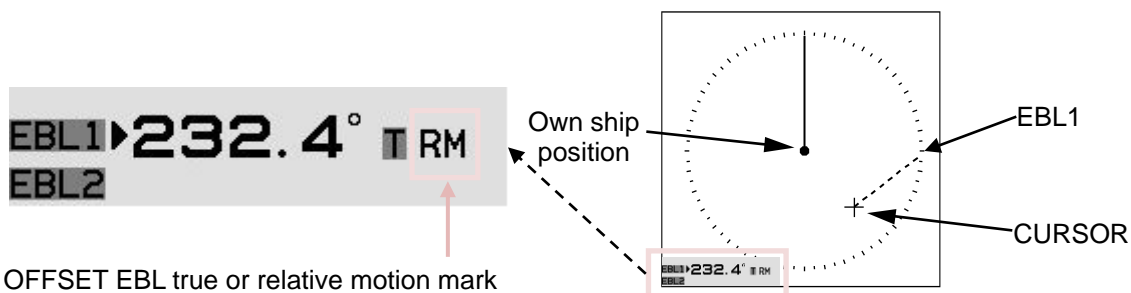 EBL1▶232.4° T RM
EBL2
OFFSET EBL true or relative motion mark
Own ship
position
EBL1
CURSOR
EBL1▶232.4° T RM
EBL2